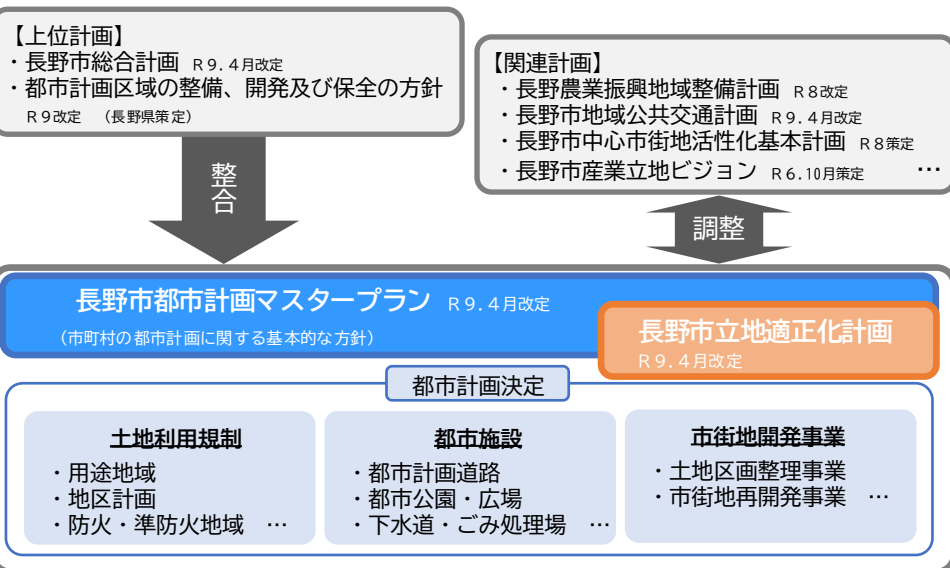 【上位計画】
・長野市総合計画 R9.4月改定
・都市計画区域の整備、開発及び保全の方針
R9改定 （長野県策定）
【関連計画】
・長野農業振興地域整備計画 R8改定
・長野市地域公共交通計画 R9.4月改定
・長野市中心市街地活性化基本計画 R8策定
・長野市産業立地ビジョン R6.10月策定 …
整合
調整
長野市都市計画マスタープラン R9.4月改定
（市町村の都市計画に関する基本的な方針）
長野市立地適正化計画
R9.4月改定
都市計画決定
土地利用規制
・用途地域
・地区計画
・防火・準防火地域 …
都市施設
・都市計画道路
・都市公園・広場
・下水道・ごみ処理場 …
市街地開発事業
・土地区画整理事業
・市街地再開発事業 …